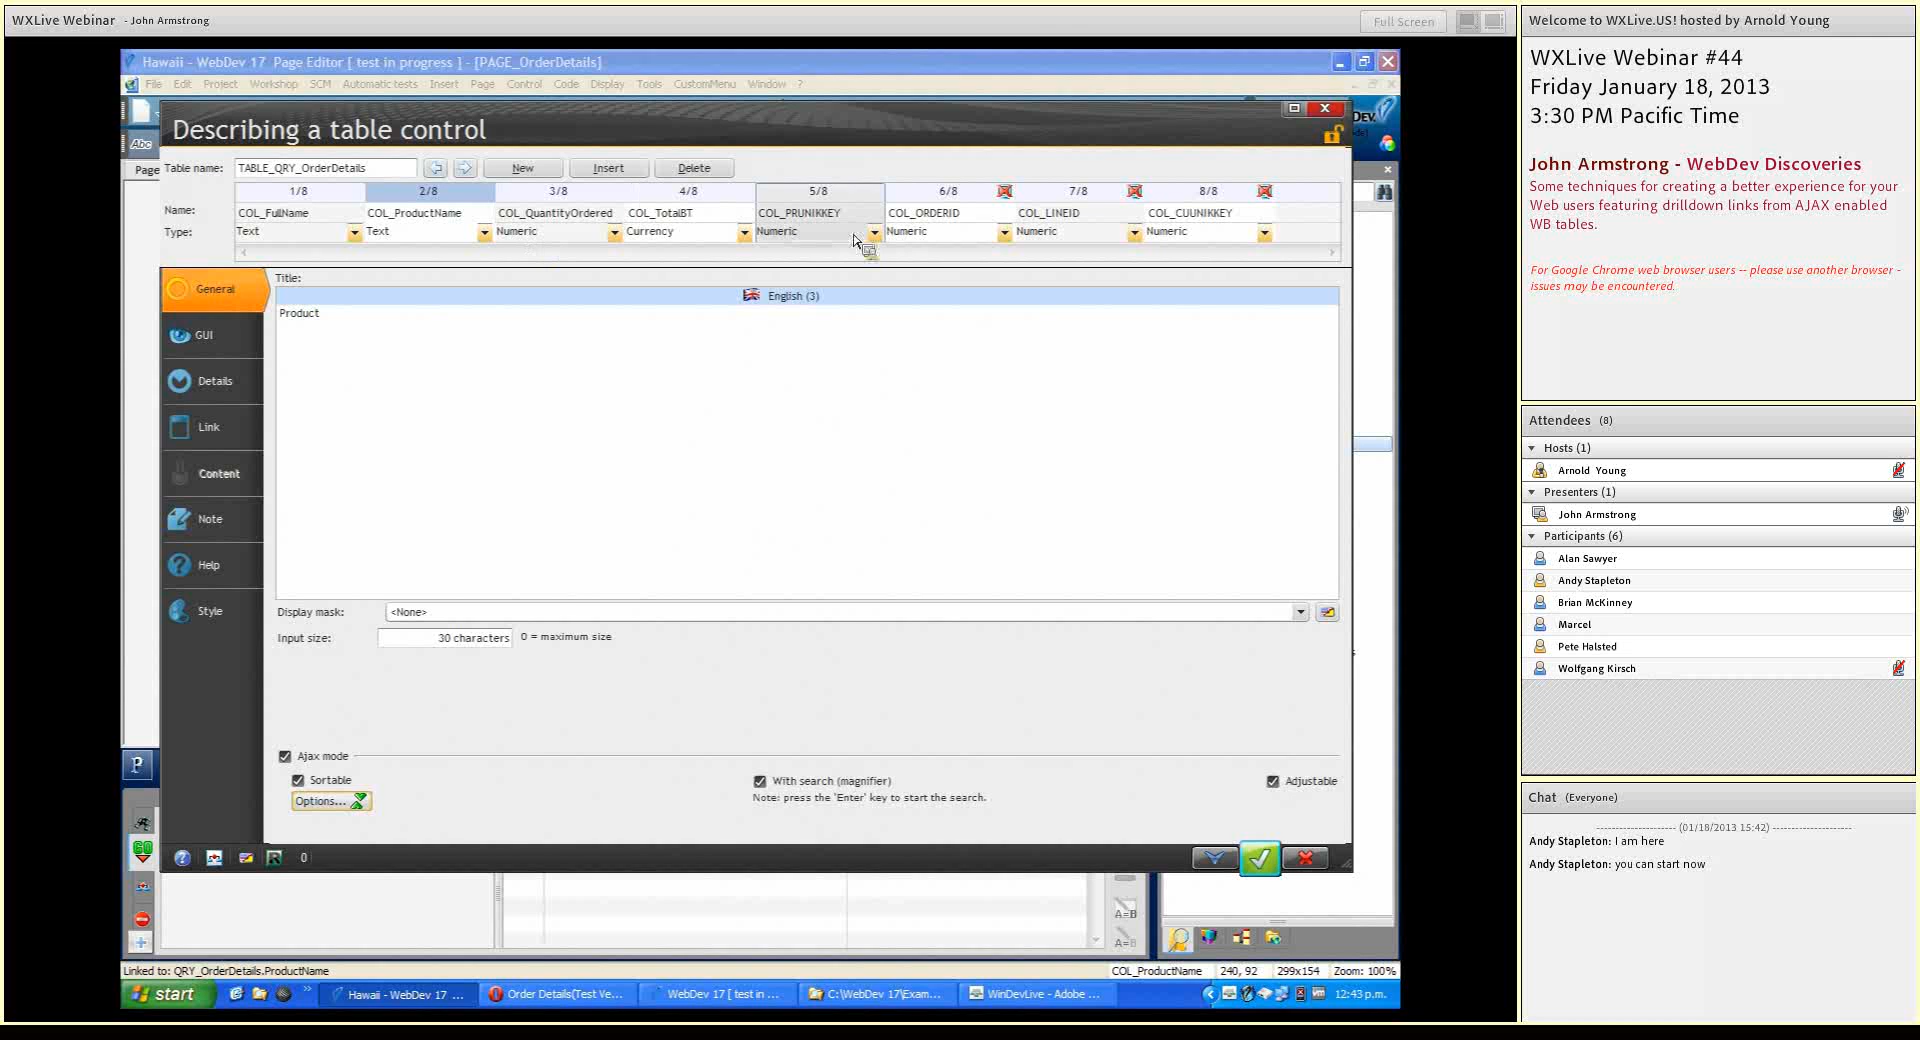 WXLive Webinar - John Armstrong
Full Screen
Hawaii - WebDev 17 Page Editor [ test in progress ] - [PAGE_OrderDetails]
File Edit Project Workshop SCM Automatic tests Insert Page Control Code Display Tools CustomMenu Window ?
Describing a table control
Abc
Page
Table name: TABLE_QRY_OrderDetails New Insert Delete
1/8 2/8 3/8 4/8 5/8 6/8 7/8 8/8
Name: COL_FullName COL_ProductName COL_QuantityOrdered COL_TotalBT COL_PRUNIKKEY COL_ORDERID COL_LINEID COL_CUUNIKKEY
Type: Text Text Numeric Currency Numeric Numeric Numeric Numeric
General
GUI
Details
Link
Content
Note
Help
Style
Title:
English (3)
Product
Display mask: <None>
Input size: 30 characters 0 = maximum size
Ajax mode
Sortable
Options...
With search (magnifier)
Note: press the 'Enter' key to start the search.
Adjustable
0
GO
A=B
Linked to: QRY_OrderDetails.ProductName
COL_ProductName 240, 92 299x154 Zoom: 100%
start
Hawaii - WebDev 17 ...
Order Details(Test Ve...
WebDev 17 [ test in ...
C:\WebDev 17\Exam...
WinDevLive - Adobe ...
12:43 p.m.
Welcome to WXLive.US! hosted by Arnold Young
WXLive Webinar #44
Friday January 18, 2013
3:30 PM Pacific Time
John Armstrong - WebDev Discoveries
Some techniques for creating a better experience for your
Web users featuring drilldown links from AJAX enabled
WB tables.
For Google Chrome web browser users -- please use another browser -
issues may be encountered.
Attendees (8)
Hosts (1)
Arnold Young
Presenters (1)
John Armstrong
Participants (6)
Alan Sawyer
Andy Stapleton
Brian McKinney
Marcel
Pete Halsted
Wolfgang Kirsch
Chat (Everyone)
---------------------- (01/18/2013 15:42) ----------------------
Andy Stapleton: I am here
Andy Stapleton: you can start now